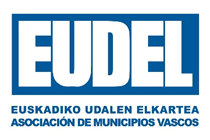 EUDEL
EUSKADIKO UDALEN ELKARTEA
ASOCIACIÓN DE MUNICIPIOS VASCOS